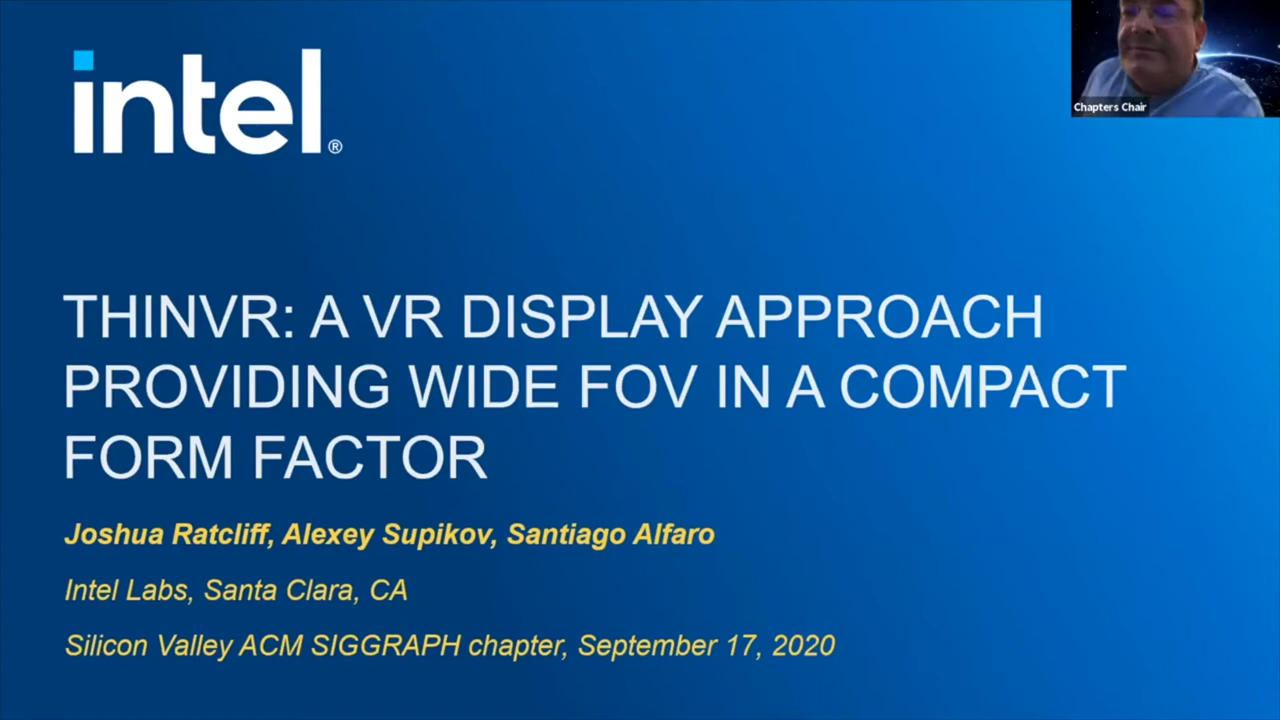 intel®
Chapters Chair
THINVR: A VR DISPLAY APPROACH
PROVIDING WIDE FOV IN A COMPACT
FORM FACTOR
Joshua Ratcliff, Alexey Supikov, Santiago Alfaro
Intel Labs, Santa Clara, CA
Silicon Valley ACM SIGGRAPH chapter, September 17, 2020